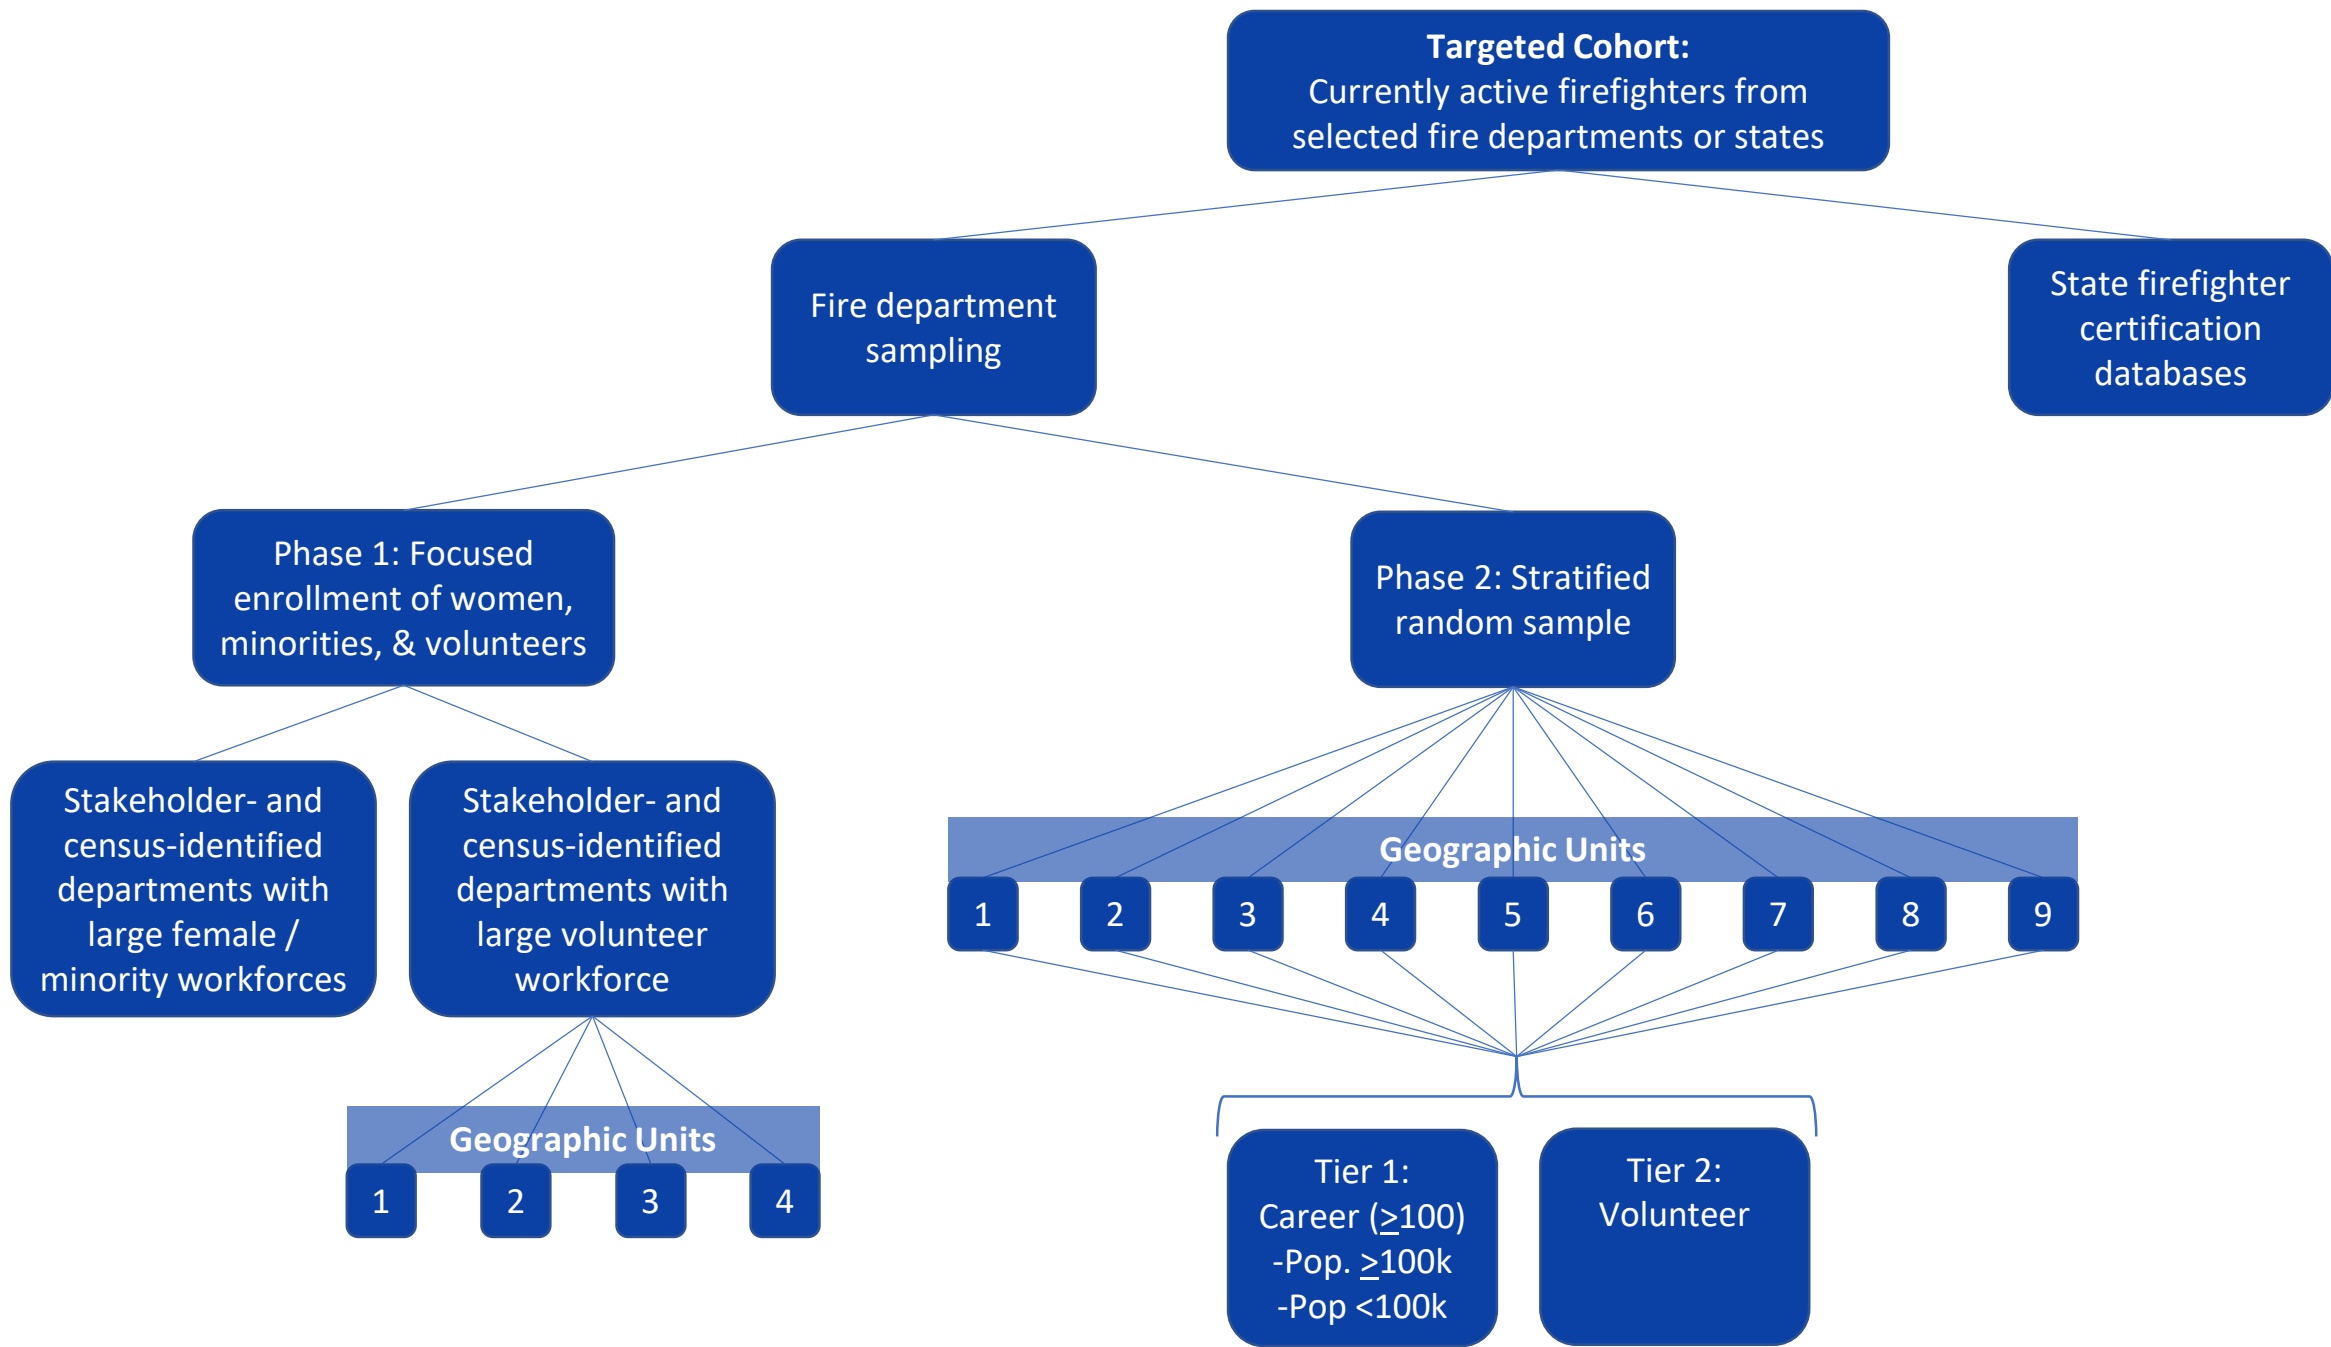 Targeted Cohort:
Currently active firefighters from
selected fire departments or states
Fire department
sampling
State firefighter
certification
databases
Phase 1: Focused
enrollment of women,
minorities, & volunteers
Phase 2: Stratified
random sample
Stakeholder- and
census-identified
departments with
large female /
minority workforces
Stakeholder- and
census-identified
departments with
large volunteer
workforce
Geographic Units
1 2 3 4 5 6 7 8 9
Geographic Units
1 2 3 4
Tier 1:
Career (≥100)
-Pop. ≥100k
-Pop <100k
Tier 2:
Volunteer